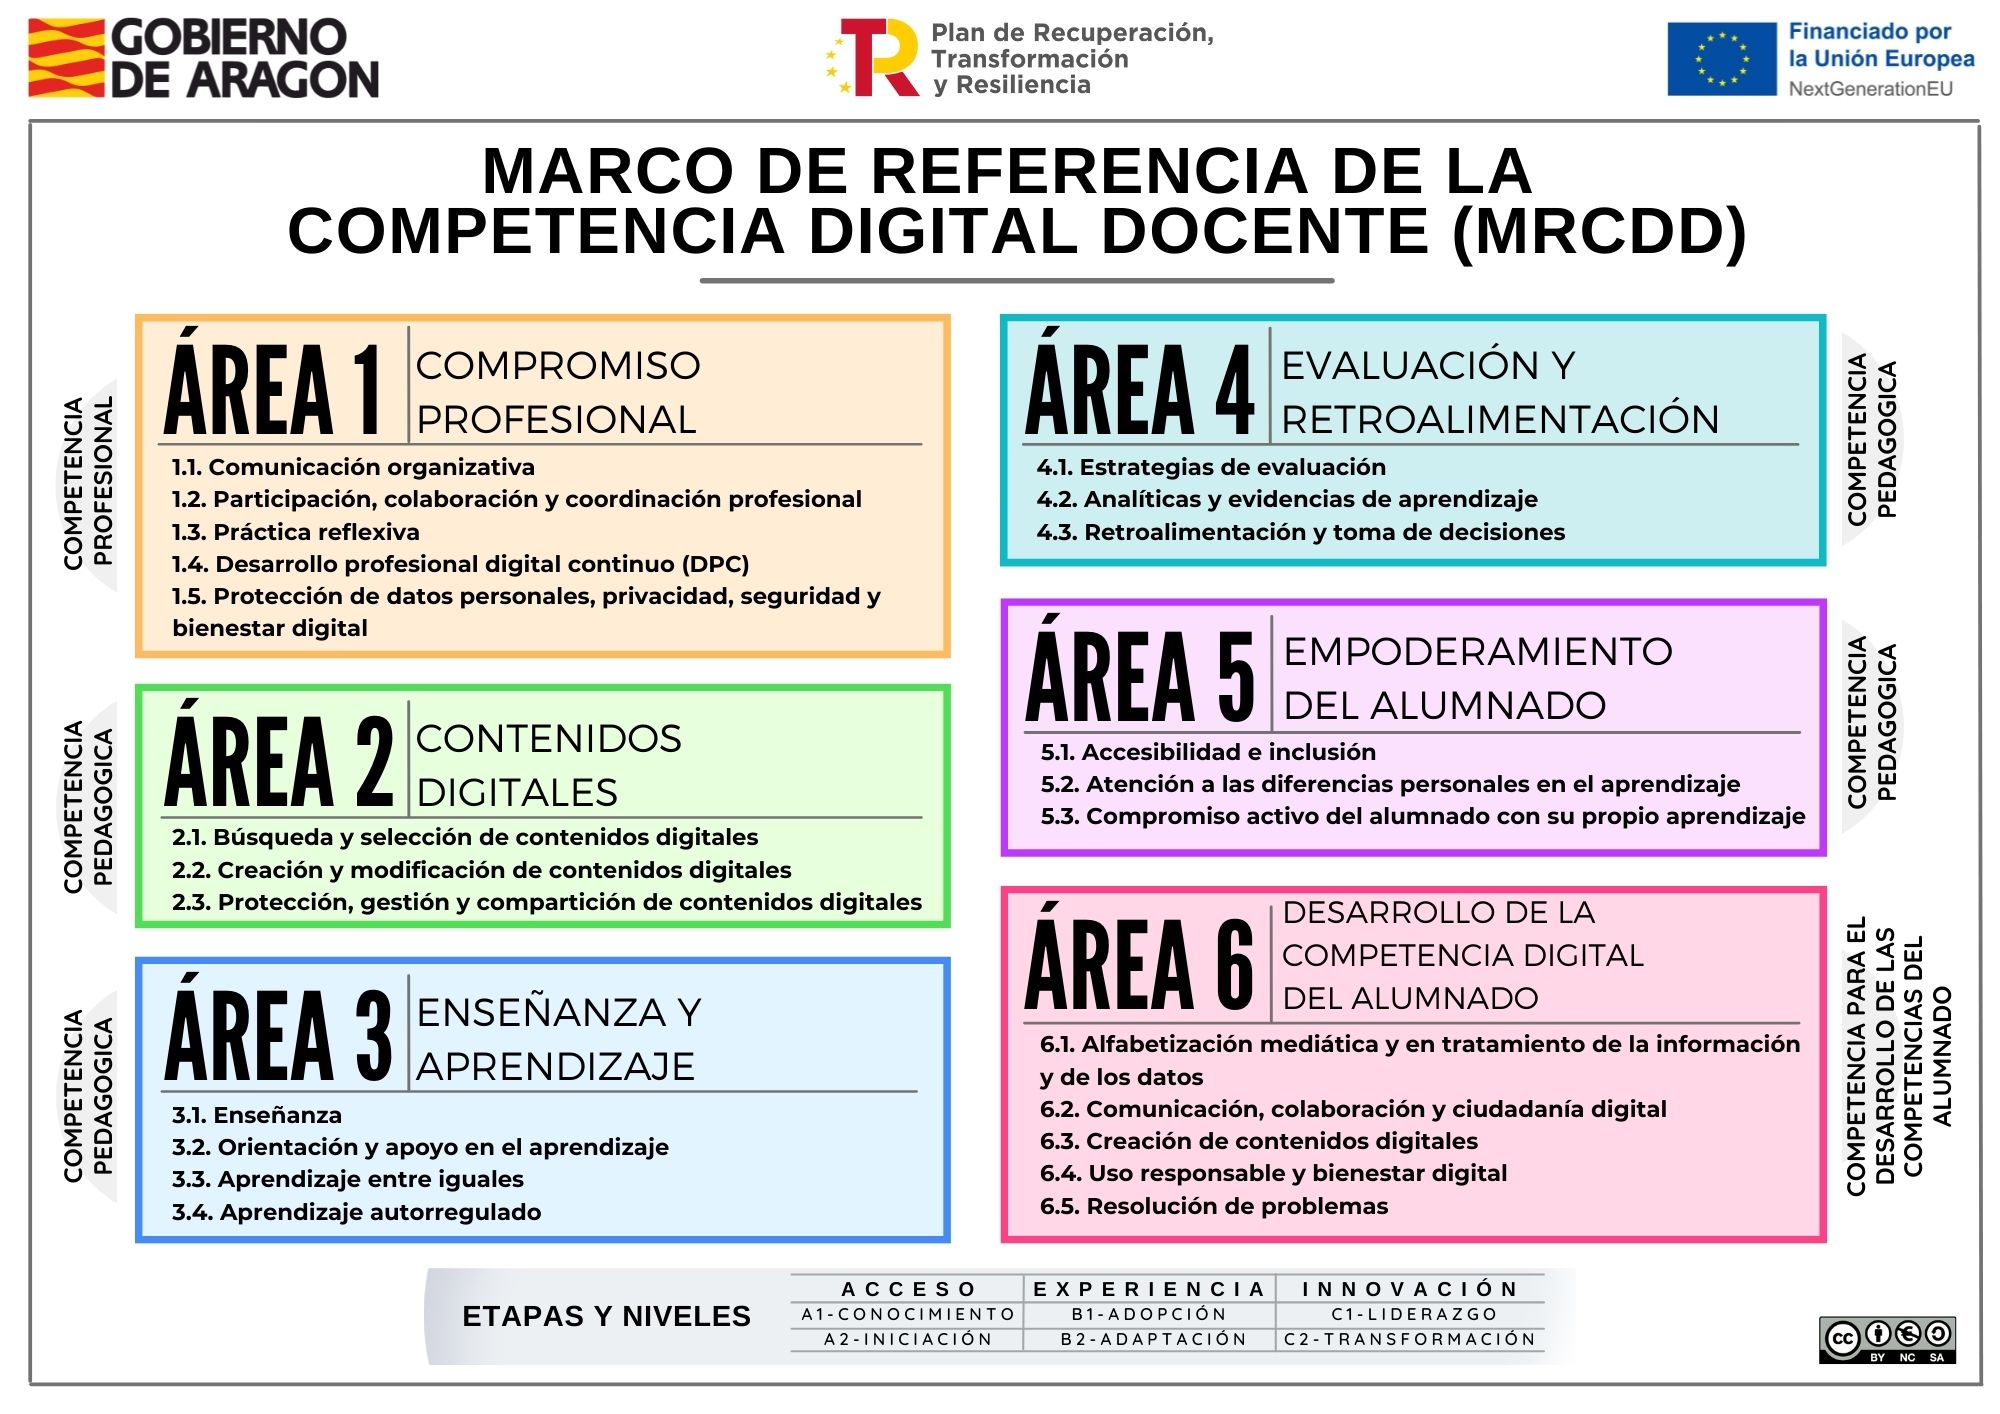 GOBIERNO
DE ARAGON
Plan de Recuperación,
Transformación
y Resiliencia
Financiado por
la Unión Europea
NextGenerationEU
MARCO DE REFERENCIA DE LA
COMPETENCIA DIGITAL DOCENTE (MRCDD)
COMPETENCIA
PROFESIONAL
ÁREA 1
COMPROMISO
PROFESIONAL
1.1. Comunicación organizativa
1.2. Participación, colaboración y coordinación profesional
1.3. Práctica reflexiva
1.4. Desarrollo profesional digital continuo (DPC)
1.5. Protección de datos personales, privacidad, seguridad y
bienestar digital
COMPETENCIA
PEDAGOGICA
ÁREA 2
CONTENIDOS
DIGITALES
2.1. Búsqueda y selección de contenidos digitales
2.2. Creación y modificación de contenidos digitales
2.3. Protección, gestión y compartición de contenidos digitales
COMPETENCIA
PEDAGOGICA
ÁREA 3
ENSEÑANZA Y
APRENDIZAJE
3.1. Enseñanza
3.2. Orientación y apoyo en el aprendizaje
3.3. Aprendizaje entre iguales
3.4. Aprendizaje autorregulado
ÁREA 4
EVALUACIÓN Y
RETROALIMENTACIÓN
4.1. Estrategias de evaluación
4.2. Analíticas y evidencias de aprendizaje
4.3. Retroalimentación y toma de decisiones
COMPETENCIA
PEDAGOGICA
ÁREA 5
EMPODERAMIENTO
DEL ALUMNADO
5.1. Accesibilidad e inclusión
5.2. Atención a las diferencias personales en el aprendizaje
5.3. Compromiso activo del alumnado con su propio aprendizaje
COMPETENCIA
PEDAGOGICA
ÁREA 6
DESARROLLO DE LA
COMPETENCIA DIGITAL
DEL ALUMNADO
6.1. Alfabetización mediática y en tratamiento de la información
y de los datos
6.2. Comunicación, colaboración y ciudadanía digital
6.3. Creación de contenidos digitales
6.4. Uso responsable y bienestar digital
6.5. Resolución de problemas
COMPETENCIA PARA EL
DESARROLLO DE LAS
COMPETENCIAS DEL
ALUMNADO
ETAPAS Y NIVELES
ACCESO EXPERIENCIA INNOVACIÓN
A1-CONOCIMIENTO B1-ADOPCIÓN C1-LIDERAZGO
A2-INICIACIÓN B2-ADAPTACIÓN C2-TRANSFORMACIÓN
cc
BY NC SA